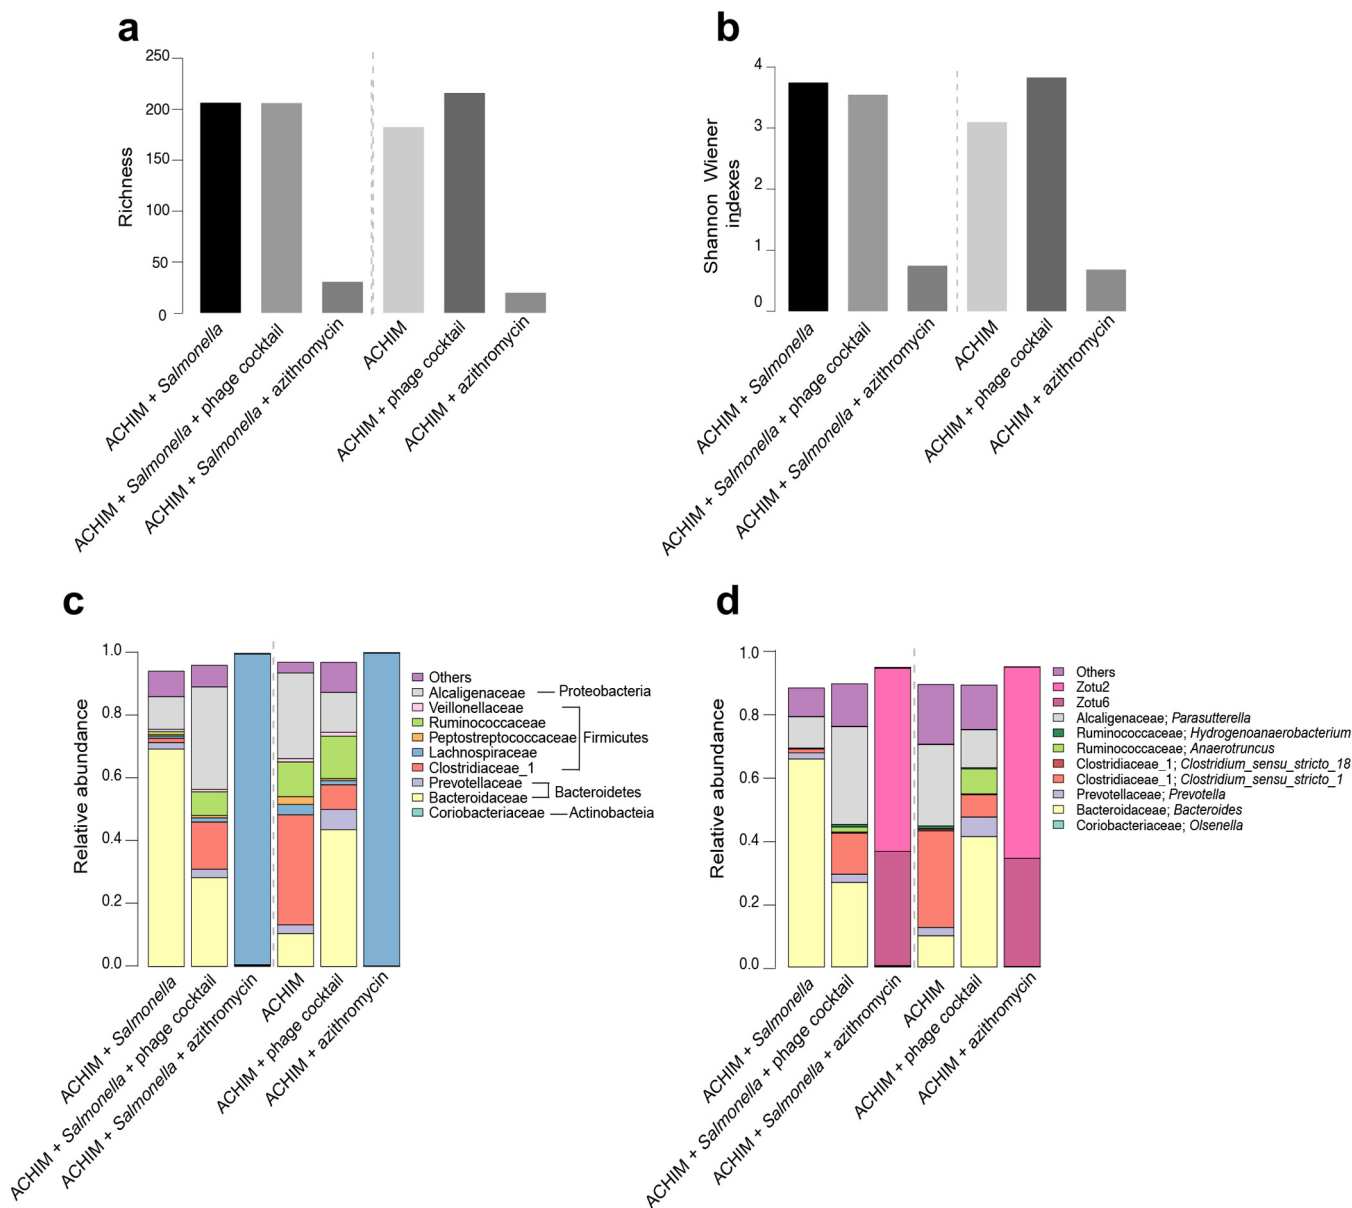 a
250
200
150
100
50
0
Richness
ACHIM + Salmonella
ACHIM + Salmonella + phage cocktail
ACHIM + Salmonella + azithromycin
ACHIM
ACHIM + phage cocktail
ACHIM + azithromycin
b
4
3
2
1
0
Shannon Wiener
indexes
ACHIM + Salmonella
ACHIM + Salmonella + phage cocktail
ACHIM + Salmonella + azithromycin
ACHIM
ACHIM + phage cocktail
ACHIM + azithromycin
c
1.0
0.8
0.6
0.4
0.2
0.0
Relative abundance
ACHIM + Salmonella
ACHIM + Salmonella + phage cocktail
ACHIM + Salmonella + azithromycin
ACHIM
ACHIM + phage cocktail
ACHIM + azithromycin
Others
Alcaligenaceae Proteobacteria
Veillonellaceae
Ruminococcaceae
Peptostreptococcaceae Firmicutes
Lachnospiraceae
Clostridiaceae_1
Prevotellaceae
Bacteroidaceae Bacteroidetes
Coriobacteriaceae Actinobacteria
d
1.0
0.8
0.6
0.4
0.2
0.0
Relative abundance
ACHIM + Salmonella
ACHIM + Salmonella + phage cocktail
ACHIM + Salmonella + azithromycin
ACHIM
ACHIM + phage cocktail
ACHIM + azithromycin
Others
Zotu2
Zotu6
Alcaligenaceae; Parasutterella
Ruminococcaceae; Hydrogenoanaerobacterium
Ruminococcaceae; Anaerotruncus
Clostridiaceae_1; Clostridium_sensu_stricto_18
Clostridiaceae_1; Clostridium_sensu_stricto_1
Prevotellaceae; Prevotella
Bacteroidaceae; Bacteroides
Coriobacteriaceae; Olsenella